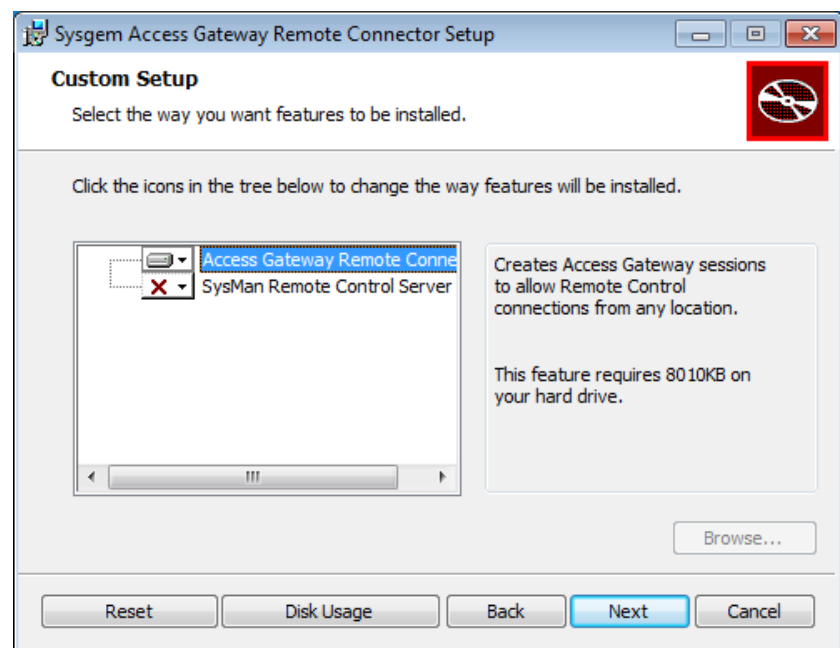 Sysgem Access Gateway Remote Connector Setup
Custom Setup
Select the way you want features to be installed.
Click the icons in the tree below to change the way features will be installed.
Access Gateway Remote Conne
SysMan Remote Control Server
Creates Access Gateway sessions
to allow Remote Control
connections from any location.
This feature requires 8010KB on
your hard drive.
Browse...
Reset
Disk Usage
Back
Next
Cancel